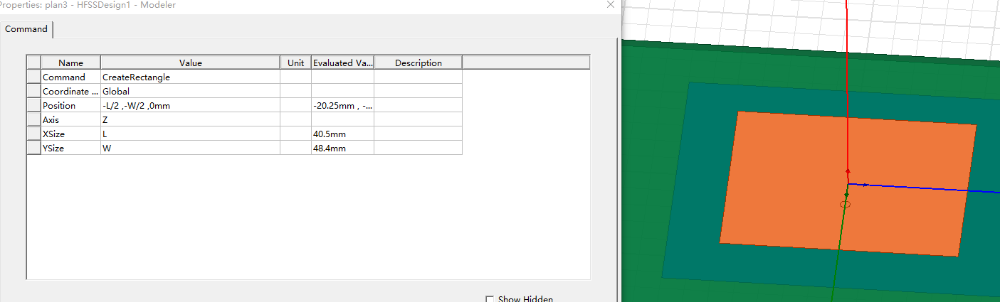 Properties: plan3 - HFSSDesign1 - Modeler
Command
Name Value Unit Evaluated Va... Description
Command CreateRectangle
Coordinate ... Global
Position -L/2 ,-W/2 ,0mm -20.25mm , -...
Axis Z
XSize L 40.5mm
YSize W 48.4mm
Show Hidden